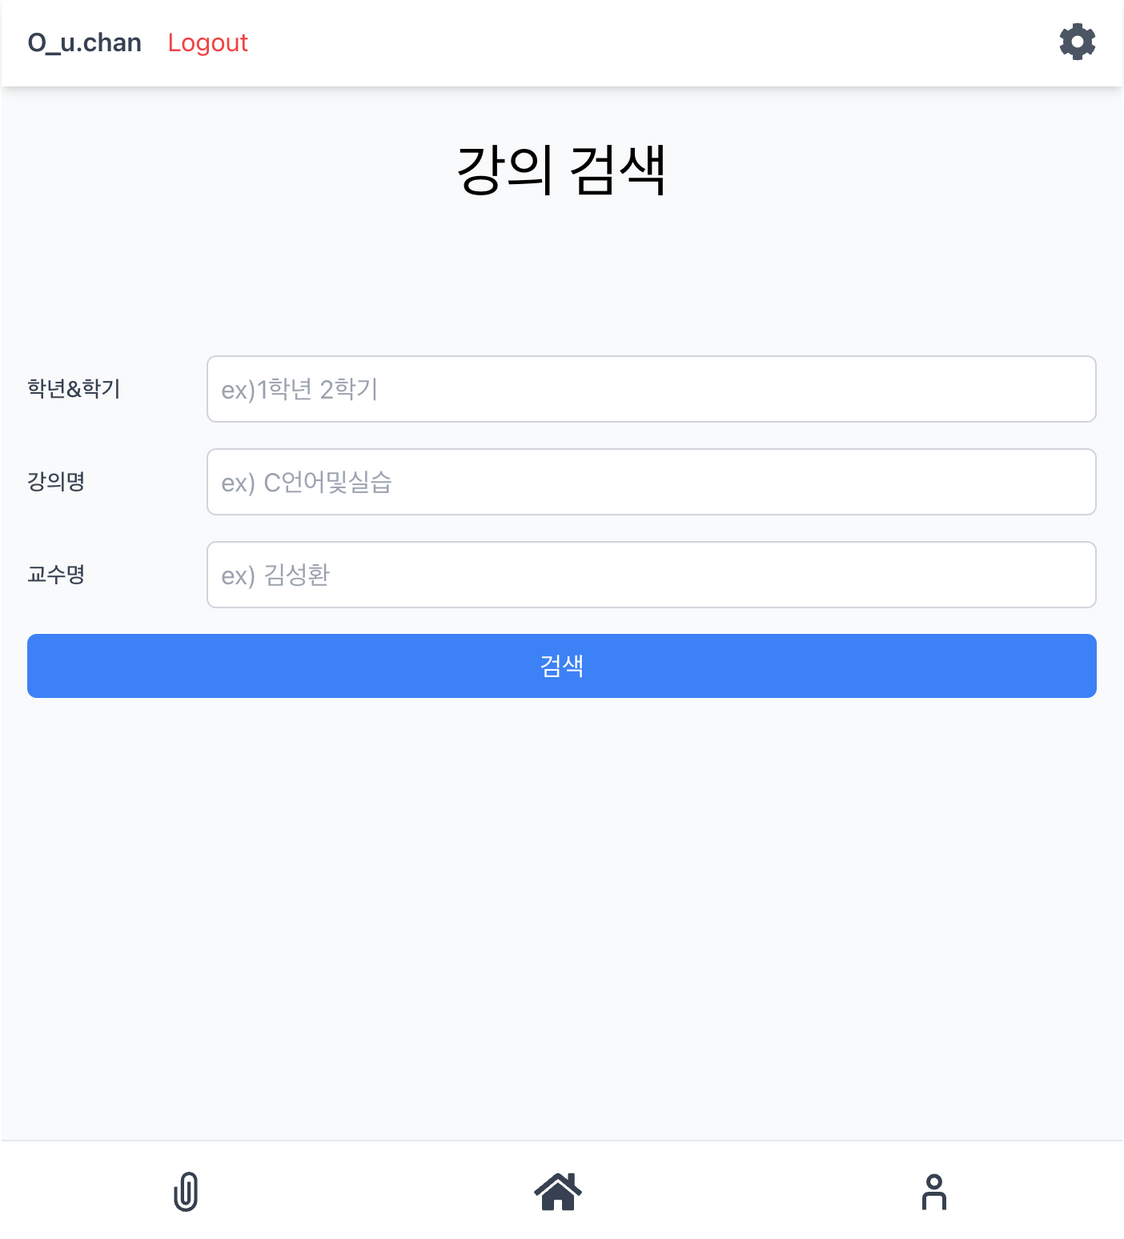 O_u.chan Logout
강의 검색
학년&학기 ex)1학년 2학기
강의명 ex) C언어및실습
교수명 ex) 김성환
검색